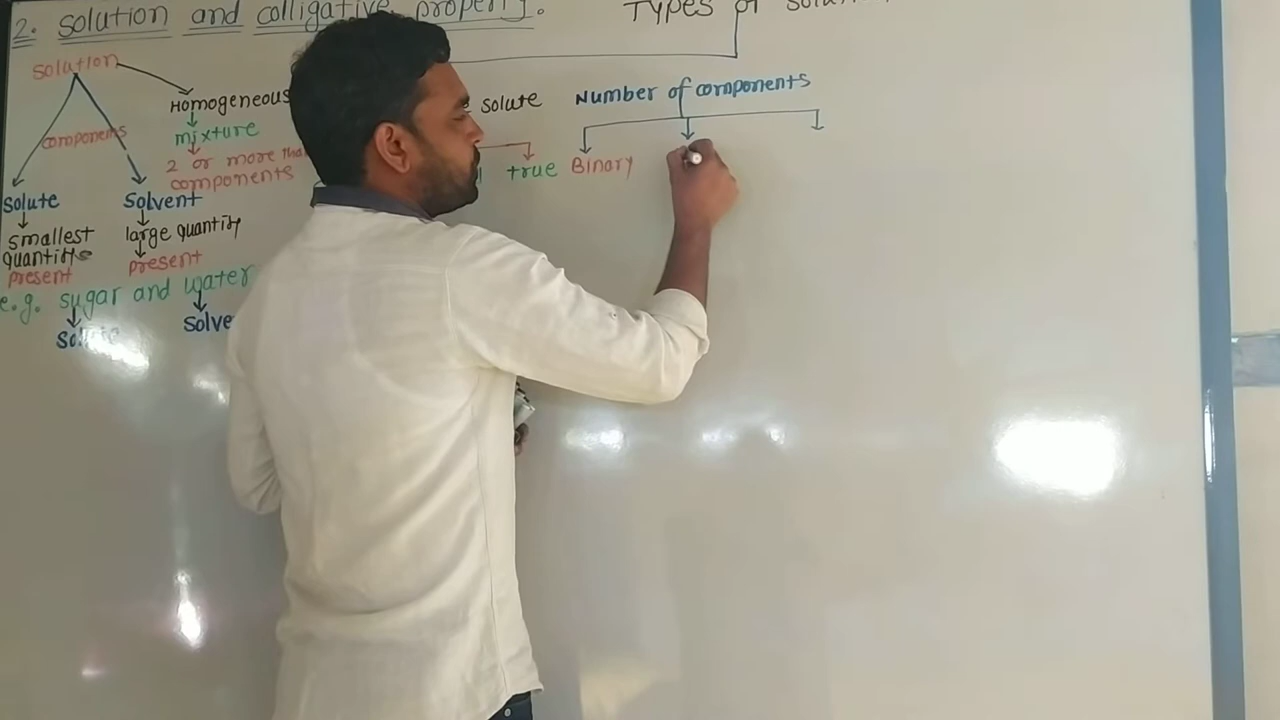 2. solution and colligative property.
Types of
solution
components
Solute
smallest
quantity
present
Solvent
large quantity
present
e.g. sugar and water
Homogeneous
mixture
2 or more than
components
solute
true
Number of components
Binary